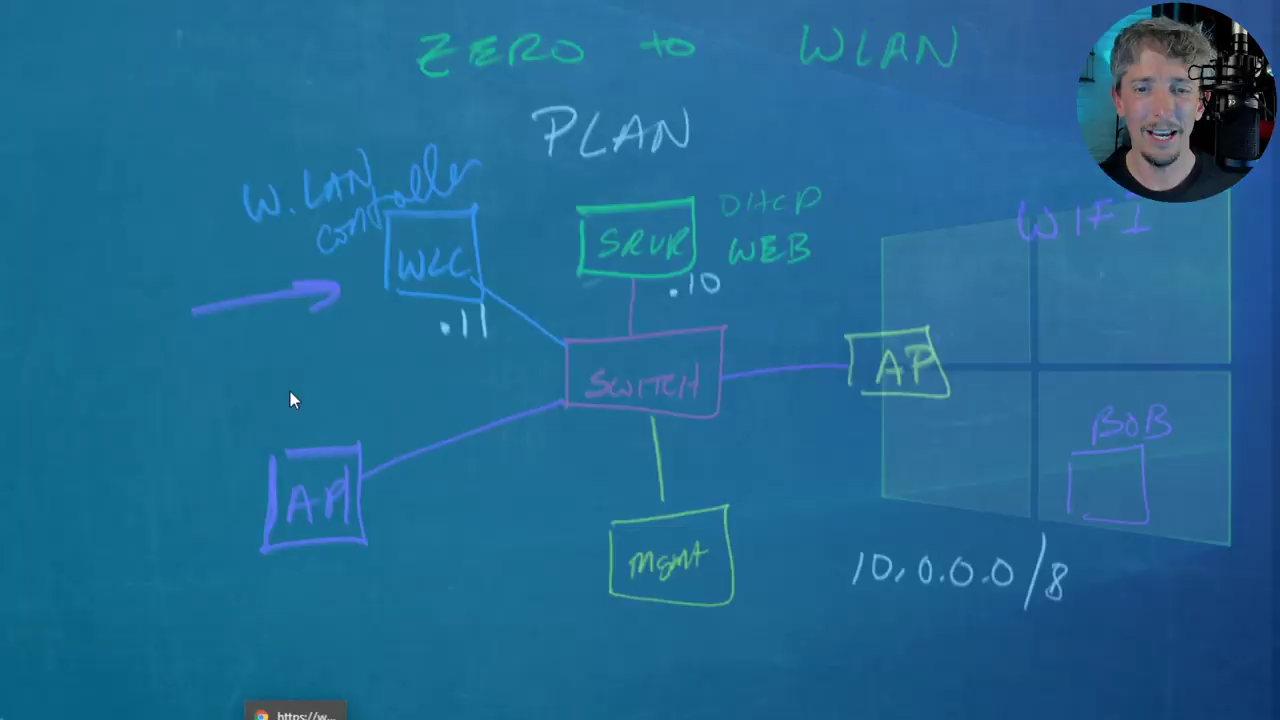 ZERO to WLAN
PLAN
W. LAN
controller
WLC
.11
SRVR
.10
DHCP
WEB
WIFI
SWITCH
AP
BOB
AP
MGMT
10.0.0.0/8
https://w...